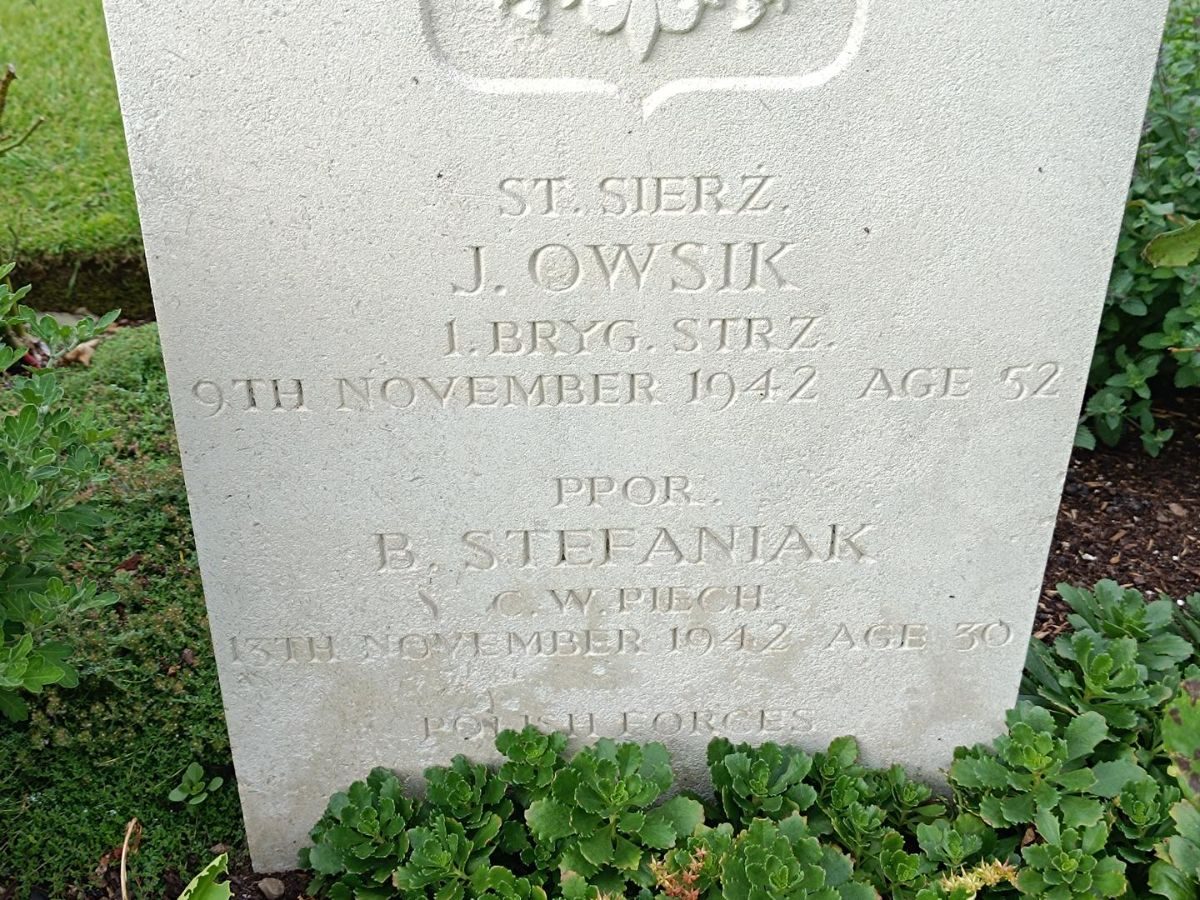 ST. SIERŻ.
J. OWSIK
1. BRYG. STRZ.
9TH NOVEMBER 1942 AGE 52
PPOR.
B. STEFANIAK
C. W. PIECH.
13TH NOVEMBER 1942 AGE 30
POLISH FORCES